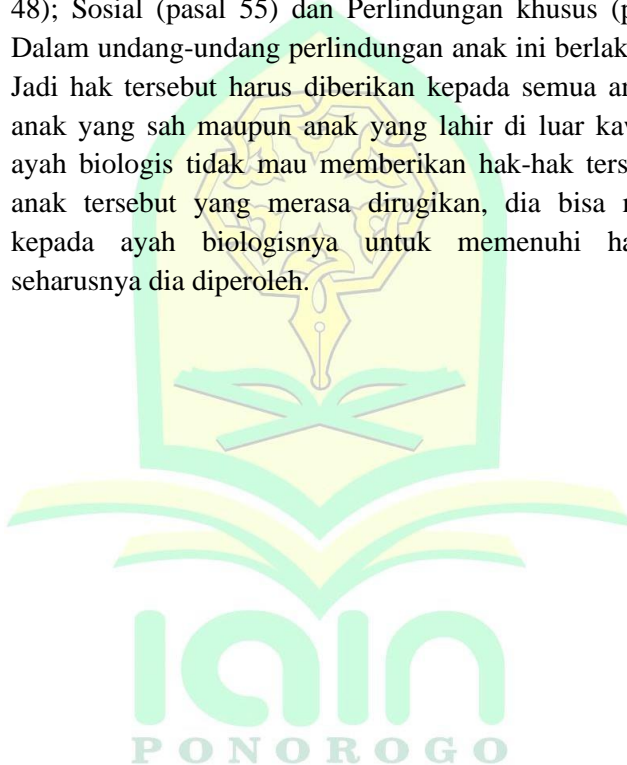 48); Sosial (pasal 55) dan Perlindungan khusus (p
Dalam undang-undang perlindungan anak ini berlak
Jadi hak tersebut harus diberikan kepada semua a
anak yang sah maupun anak yang lahir di luar ka
ayah biologis tidak mau memberikan hak-hak ters
anak tersebut yang merasa dirugikan, dia bisa
kepada ayah biologisnya untuk memenuhi ha
seharusnya dia diperoleh.
IAIN
PONOROGO